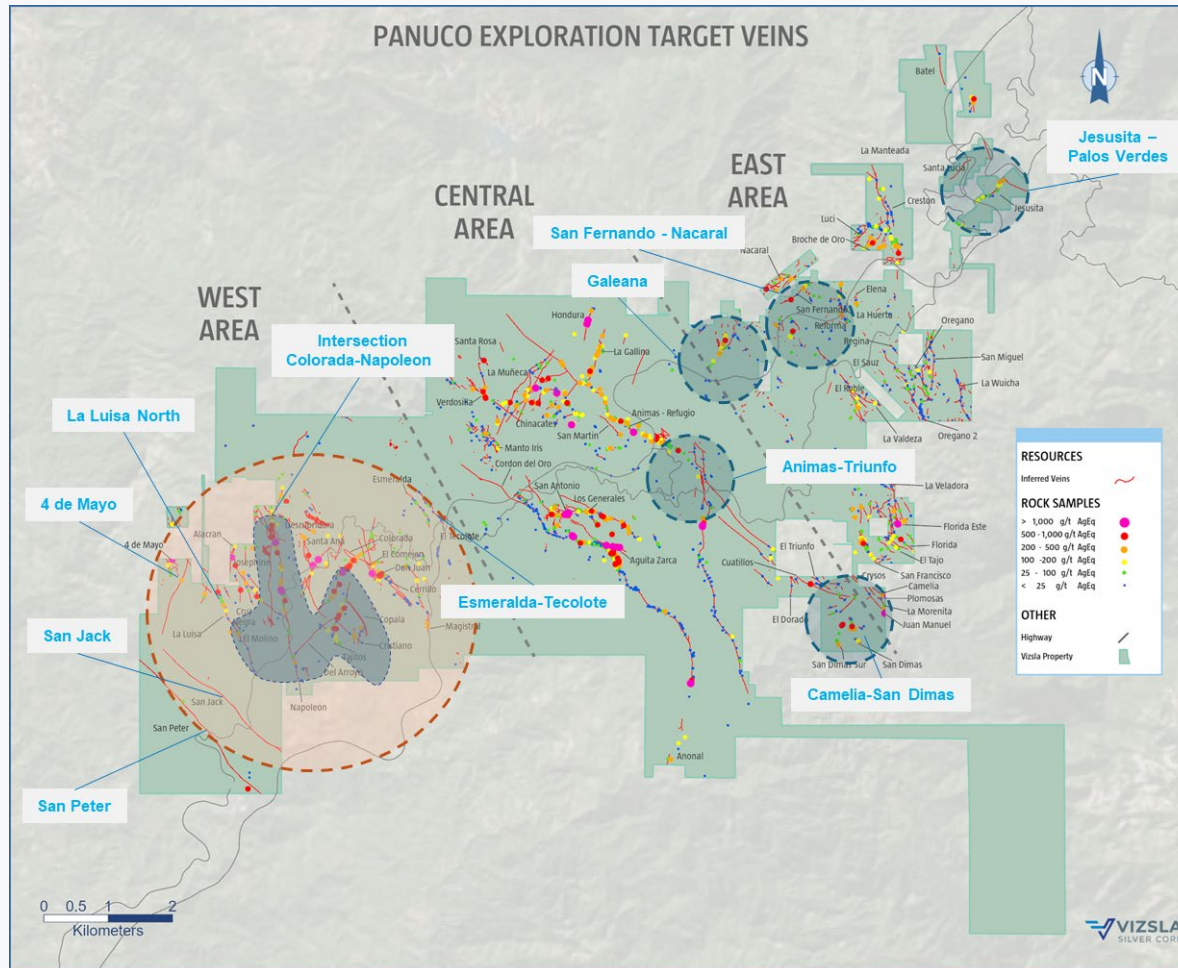 PANUCO EXPLORATION TARGET VEINS
N
Batel
Jesusita –
Palos Verdes
La Manteada
Santa Lucia
EAST
AREA
Creston
Jesusita
CENTRAL
AREA
Luci
San Fernando - Nacaral
Broche de Oro
Nacaral
Galeana
WEST
AREA
Elena
Hondura
San Fernando
La Huerta
Reforma
Oregano
Intersection
Colorada-Napoleon
Santa Rosa
La Gallina
Regina
San Miguel
La Muñeca
El Sauz
La Wuicha
La Luisa North
Verdosilla
El Roble
Animas - Refugio
Chinacates
San Martin
La Valdeza
Oregano 2
Manto Iris
Cordon del Oro
RESOURCES
Inferred Veins
Animas-Triunfo
Esmeralda
San Antonio
La Veladora
4 de Mayo
Los Generales
ROCK SAMPLES
> 1,000 g/t AgEq
500 - 1,000 g/t AgEq
200 - 500 g/t AgEq
100 -200 g/t AgEq
25 - 100 g/t AgEq
< 25 g/t AgEq
Descubridora
Florida Este
Alacran
Santa Ana
Colorada
El Tecolote
4 de Mayo
Florida
El Comejen
Josephine
Aguita Zarca
El Tajo
Don Juan
El Triunfo
Cuatillos
San Francisco
Camelia
Cerrillo
Esmeralda-Tecolote
Plomosas
La Morenita
OTHER
Highway
Vizsla Property
Copala
El Dorado
Juan Manuel
San Jack
La Luisa
Negra
Magistral
El Molino
Cristiano
Tajitos
San Dimas Sur
San Dimas
Del Arroyo
Camelia-San Dimas
San Jack
Napoleon
San Peter
Anonal
San Peter
0 0.5 1 2
Kilometers
VIZSLA
SILVER CORP